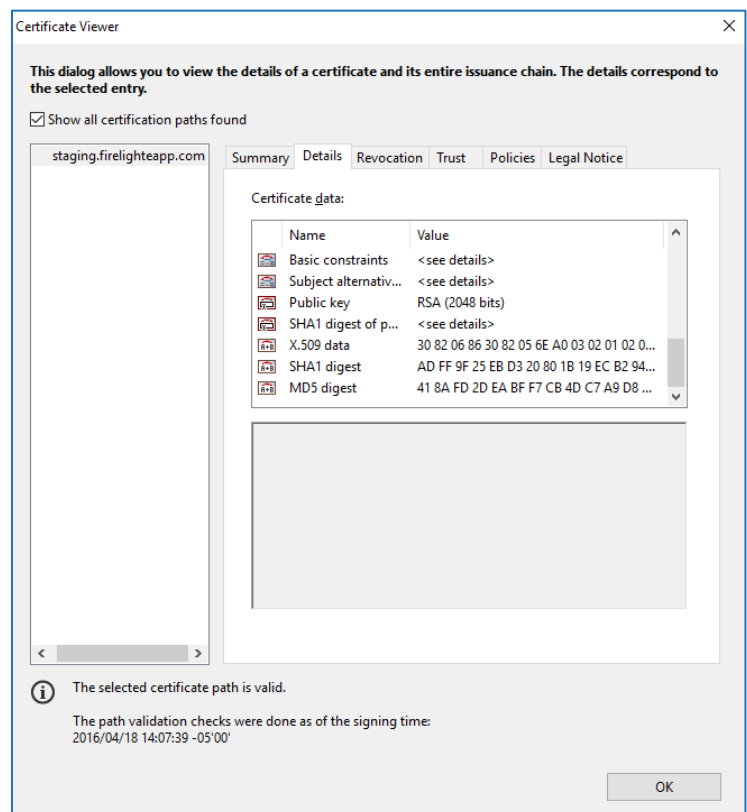 Certificate Viewer
This dialog allows you to view the details of a certificate and its entire issuance chain. The details correspond to
the selected entry.
Show all certification paths found
staging.firelighteapp.com
Summary Details Revocation Trust Policies Legal Notice
Certificate data:
Name Value
Basic constraints <see details>
Subject alternativ... <see details>
Public key RSA (2048 bits)
SHA1 digest of p... <see details>
X.509 data 30 82 06 86 30 82 05 6E A0 03 02 01 02 0...
SHA1 digest AD FF 9F 25 EB D3 20 80 1B 19 EC B2 94...
MD5 digest 41 8A FD 2D EA BF F7 CB 4D C7 A9 D8 ...
The selected certificate path is valid.
The path validation checks were done as of the signing time:
2016/04/18 14:07:39 -05'00'
OK